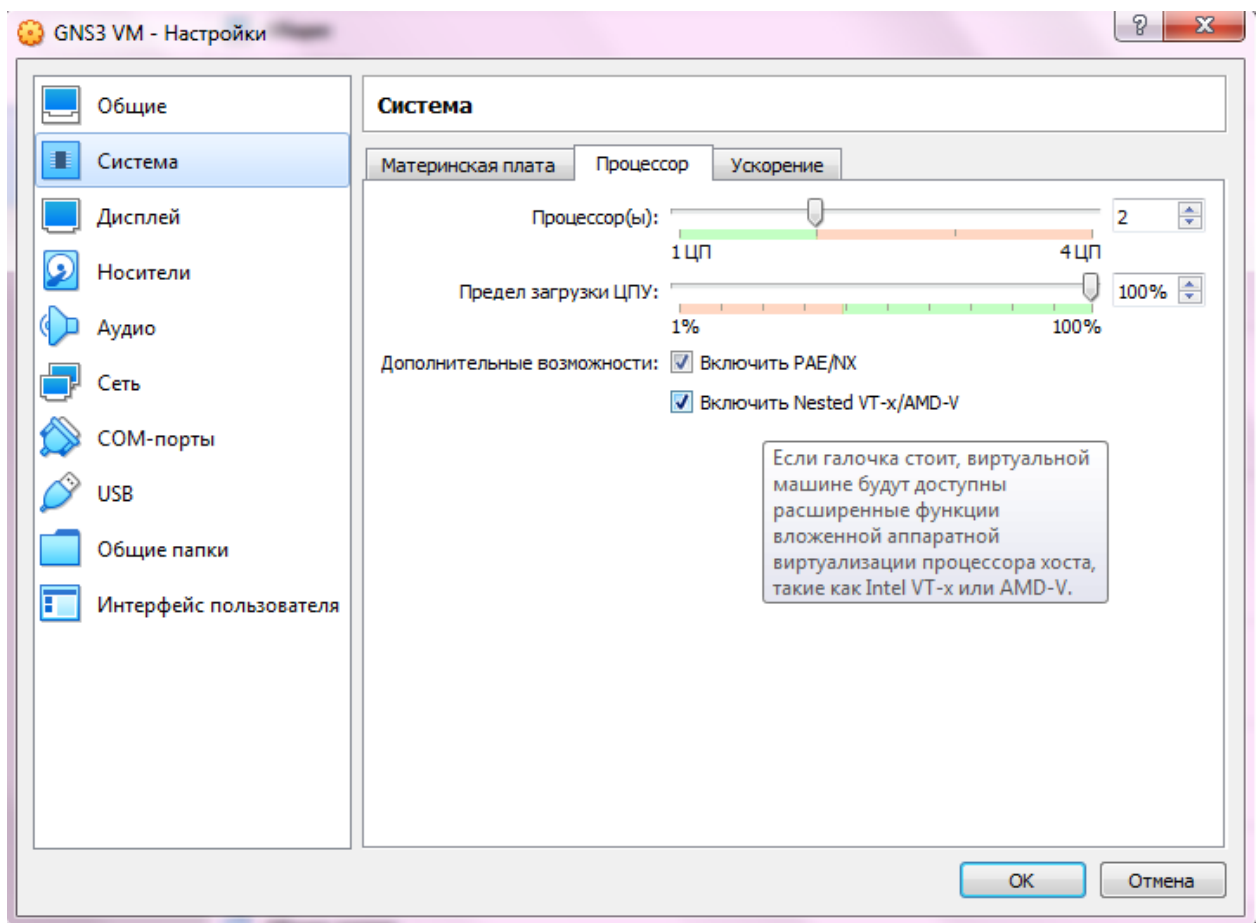 GNS3 VM - Настройки
Общие
Система
Дисплей
Носители
Аудио
Сеть
COM-порты
USB
Общие папки
Интерфейс пользователя
Система
Материнская плата Процессор Ускорение
Процессор(ы): 2
1 ЦП 4 ЦП
Предел загрузки ЦПУ: 100%
1% 100%
Дополнительные возможности: Включить PAE/NX
Включить Nested VT-x/AMD-V
Если галочка стоит, виртуальной
машине будут доступны
расширенные функции
вложенной аппаратной
виртуализации процессора хоста,
такие как Intel VT-x или AMD-V.
OK Отмена